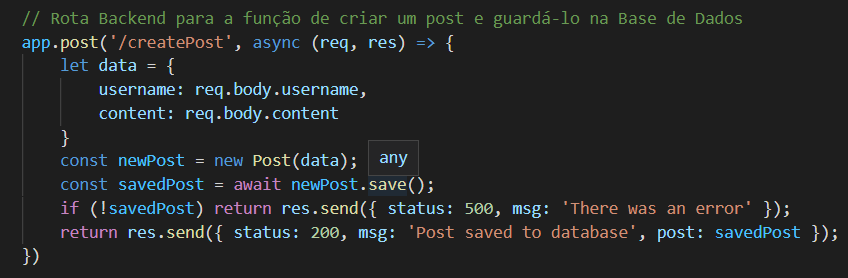 // Rota Backend para a função de criar um post e guardá-lo na Base de Dados
app.post('/createPost', async (req, res) => {
    let data = {
        username: req.body.username,
        content: req.body.content
    }
    const newPost = new Post(data);
any
    const savedPost = await newPost.save();
    if (!savedPost) return res.send({ status: 500, msg: 'There was an error' });
    return res.send({ status: 200, msg: 'Post saved to database', post: savedPost });
})